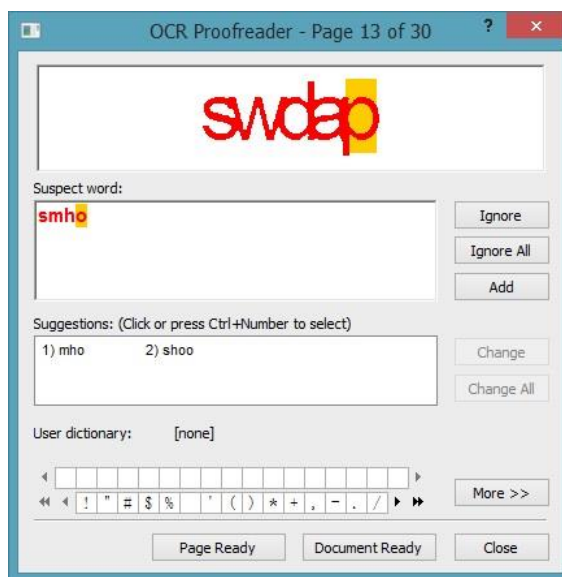 OCR Proofreader - Page 13 of 30 ?
swdap
Suspect word:
smho
Ignore
Ignore All
Add
Suggestions: (Click or press Ctrl+Number to select)
1) mho 2) shoo
Change
Change All
User dictionary: [none]
! " # $ % ' ( ) * + , - . /
More >>
Page Ready Document Ready Close